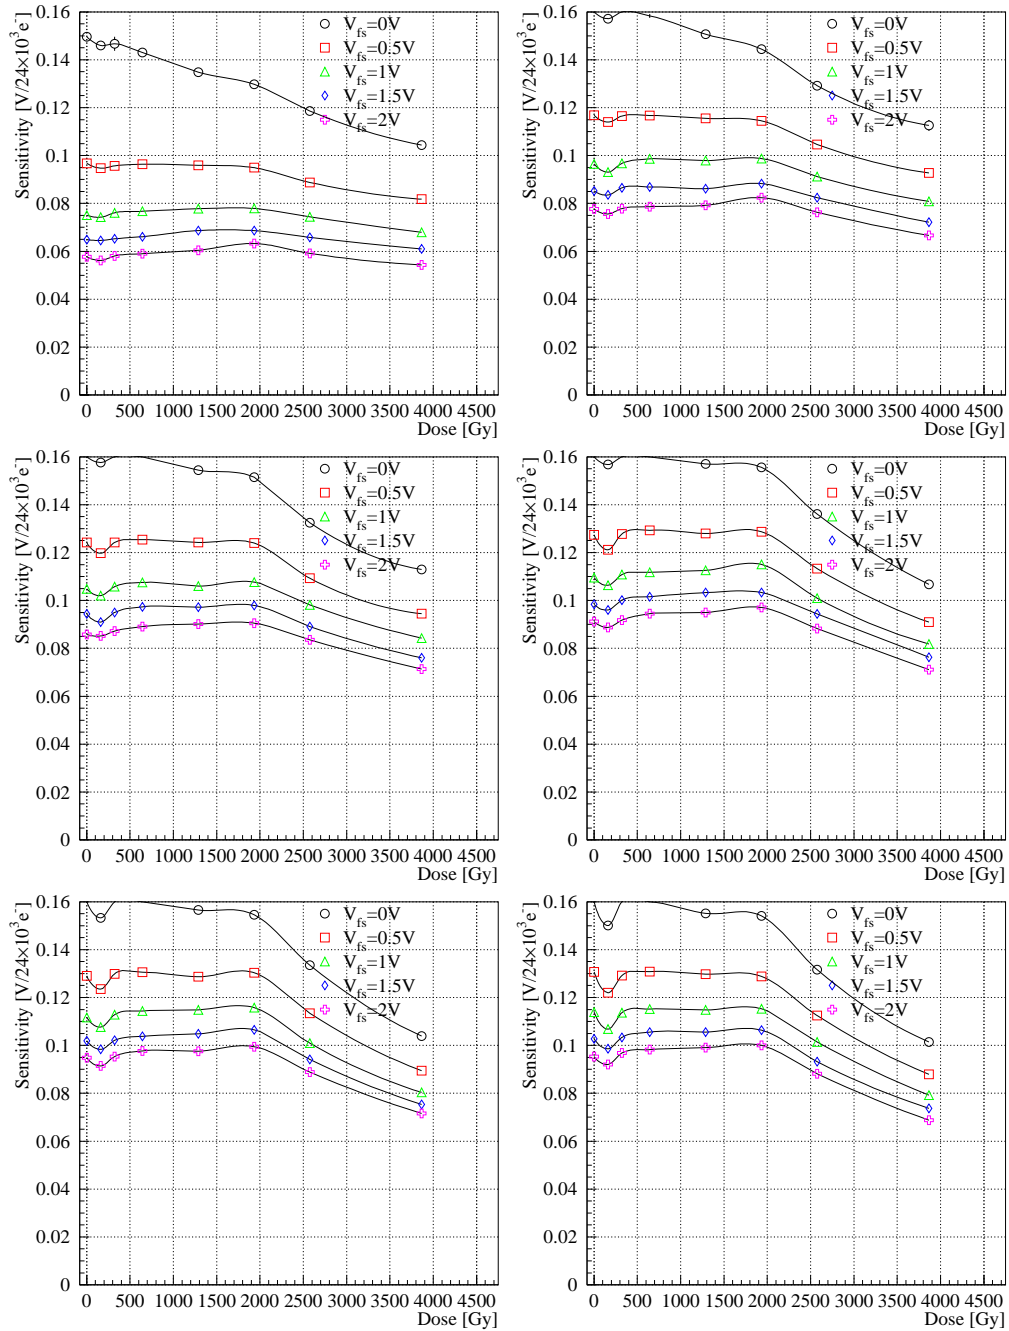 Sensitivity [V/24×10³e⁻]
0.16
0.14
0.12
0.1
0.08
0.06
0.04
0.02
0
V_fs=0V
V_fs=0.5V
V_fs=1V
V_fs=1.5V
V_fs=2V
0 500 1000 1500 2000 2500 3000 3500 4000 4500
Dose [Gy]
Sensitivity [V/24×10³e⁻]
0.16
0.14
0.12
0.1
0.08
0.06
0.04
0.02
0
V_fs=0V
V_fs=0.5V
V_fs=1V
V_fs=1.5V
V_fs=2V
0 500 1000 1500 2000 2500 3000 3500 4000 4500
Dose [Gy]
Sensitivity [V/24×10³e⁻]
0.16
0.14
0.12
0.1
0.08
0.06
0.04
0.02
0
V_fs=0V
V_fs=0.5V
V_fs=1V
V_fs=1.5V
V_fs=2V
0 500 1000 1500 2000 2500 3000 3500 4000 4500
Dose [Gy]
Sensitivity [V/24×10³e⁻]
0.16
0.14
0.12
0.1
0.08
0.06
0.04
0.02
0
V_fs=0V
V_fs=0.5V
V_fs=1V
V_fs=1.5V
V_fs=2V
0 500 1000 1500 2000 2500 3000 3500 4000 4500
Dose [Gy]
Sensitivity [V/24×10³e⁻]
0.16
0.14
0.12
0.1
0.08
0.06
0.04
0.02
0
V_fs=0V
V_fs=0.5V
V_fs=1V
V_fs=1.5V
V_fs=2V
0 500 1000 1500 2000 2500 3000 3500 4000 4500
Dose [Gy]
Sensitivity [V/24×10³e⁻]
0.16
0.14
0.12
0.1
0.08
0.06
0.04
0.02
0
V_fs=0V
V_fs=0.5V
V_fs=1V
V_fs=1.5V
V_fs=2V
0 500 1000 1500 2000 2500 3000 3500 4000 4500
Dose [Gy]